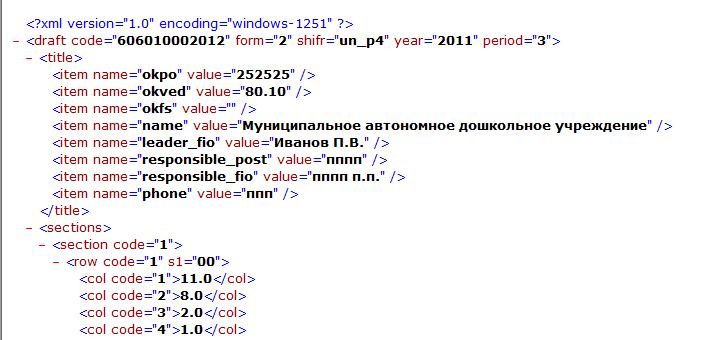 <?xml version="1.0" encoding="windows-1251" ?>
- <draft code="606010002012" form="2" shifr="un_p4" year="2011" period="3">
- <title>
<item name="okpo" value="252525" />
<item name="okved" value="80.10" />
<item name="okfs" value="" />
<item name="name" value="Муниципальное автономное дошкольное учреждение" />
<item name="leader_fio" value="Иванов П.В." />
<item name="responsible_post" value="пппп" />
<item name="responsible_fio" value="пппп п.п." />
<item name="phone" value="ппп" />
</title>
- <sections>
- <section code="1">
- <row code="1" s1="00">
<col code="1">11.0</col>
<col code="2">8.0</col>
<col code="3">2.0</col>
<col code="4">1.0</col>